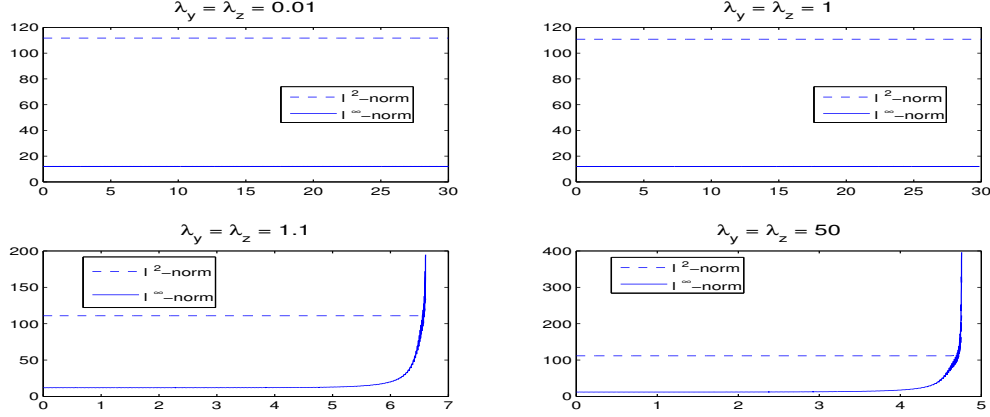 λy = λz = 0.01
120
100
80
60
40
20
0
l 2−norm
l ∞−norm
0 5 10 15 20 25 30
λy = λz = 1
120
100
80
60
40
20
0
l 2−norm
l ∞−norm
0 5 10 15 20 25 30
λy = λz = 1.1
200
150
100
50
0
l 2−norm
l ∞−norm
0 1 2 3 4 5 6 7
λy = λz = 50
400
300
200
100
0
l 2−norm
l ∞−norm
0 1 2 3 4 5